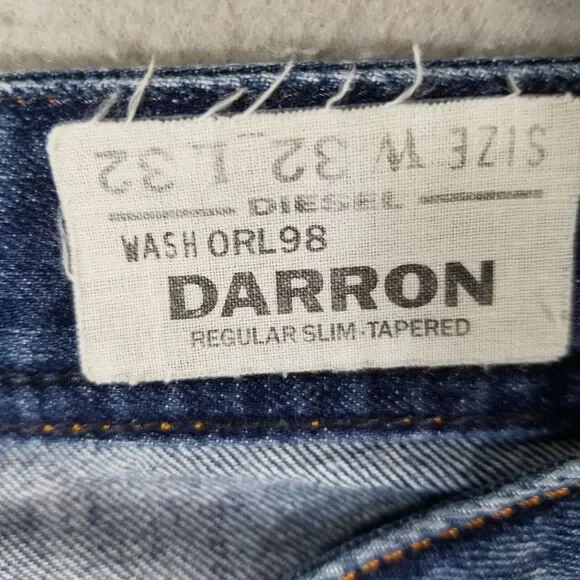 SIZE W 32 L 32
DIESEL
WASH ORL98
DARRON
REGULAR SLIM-TAPERED